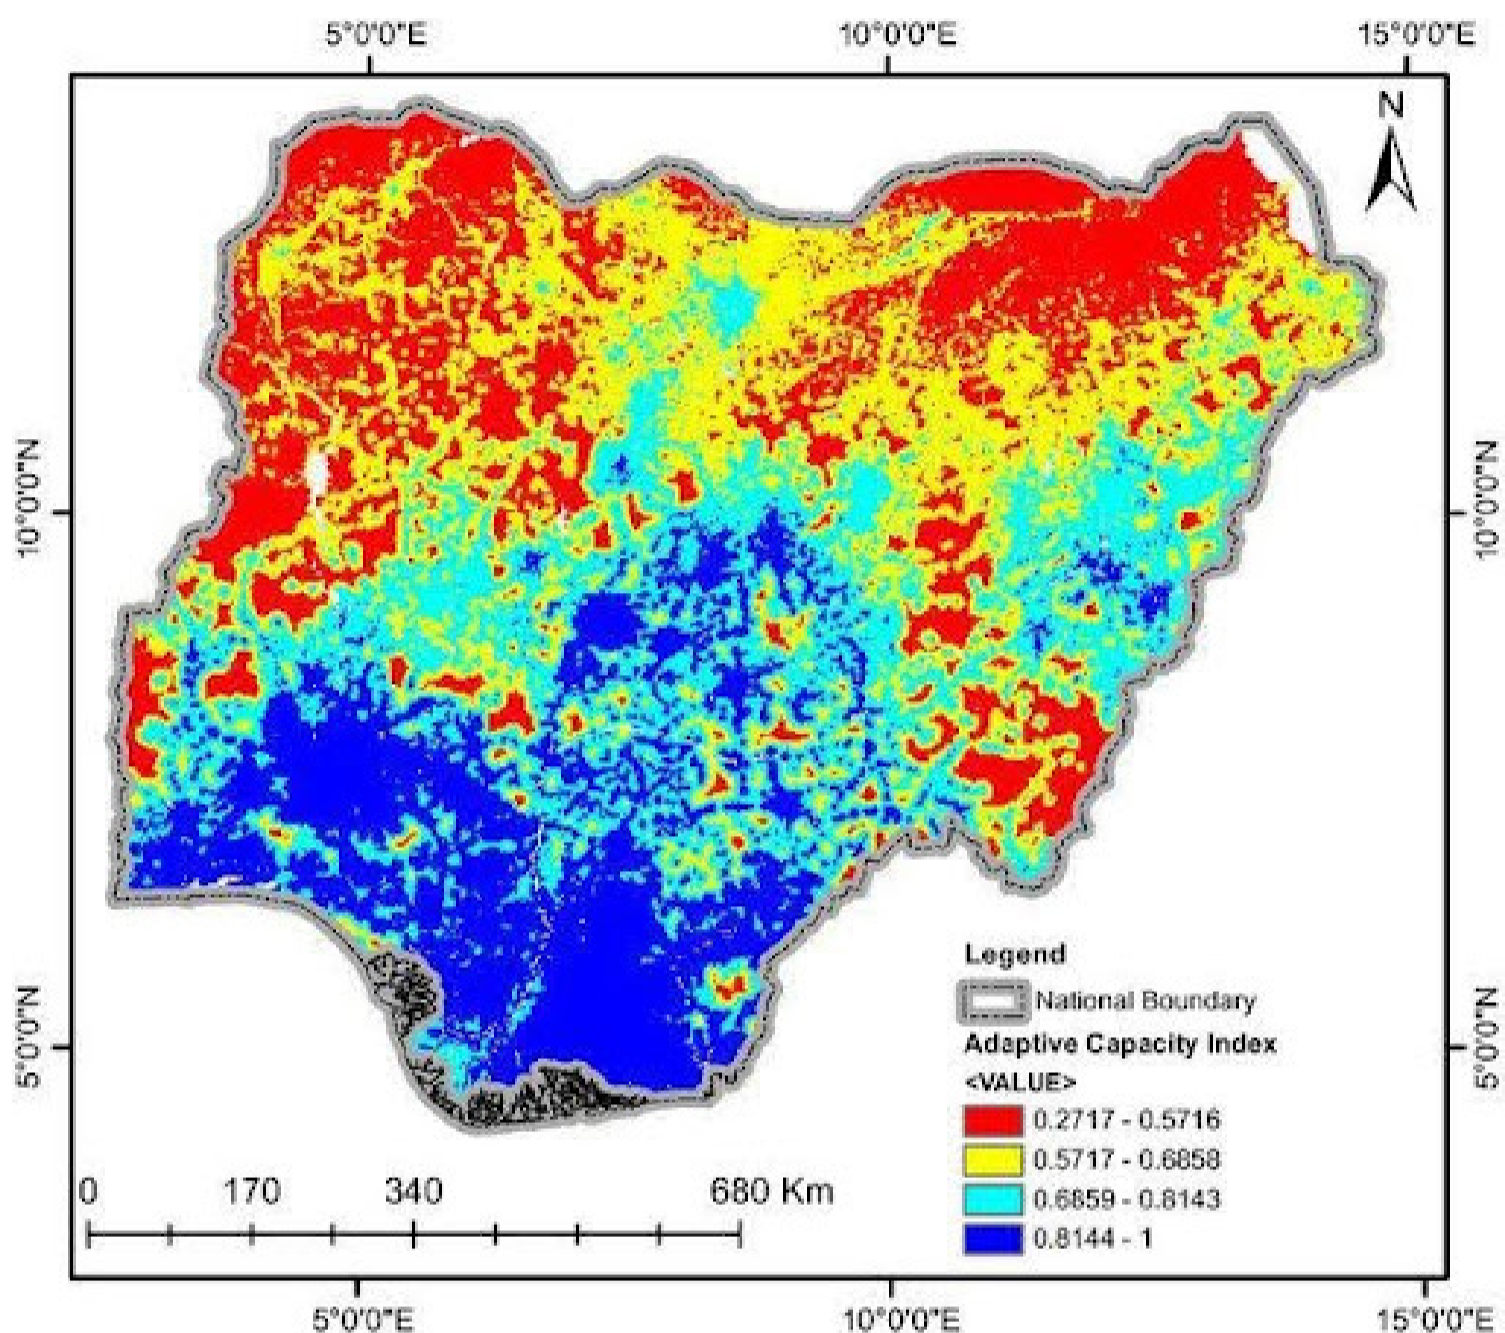 5°0'0"E 10°0'0"E 15°0'0"E
N
10°0'0"N 10°0'0"N
5°0'0"N 5°0'0"N
Legend
National Boundary
Adaptive Capacity Index
<VALUE>
0.2717 - 0.5716
0.5717 - 0.6858
0.6859 - 0.8143
0.8144 - 1
0 170 340 680 Km
5°0'0"E 10°0'0"E 15°0'0"E